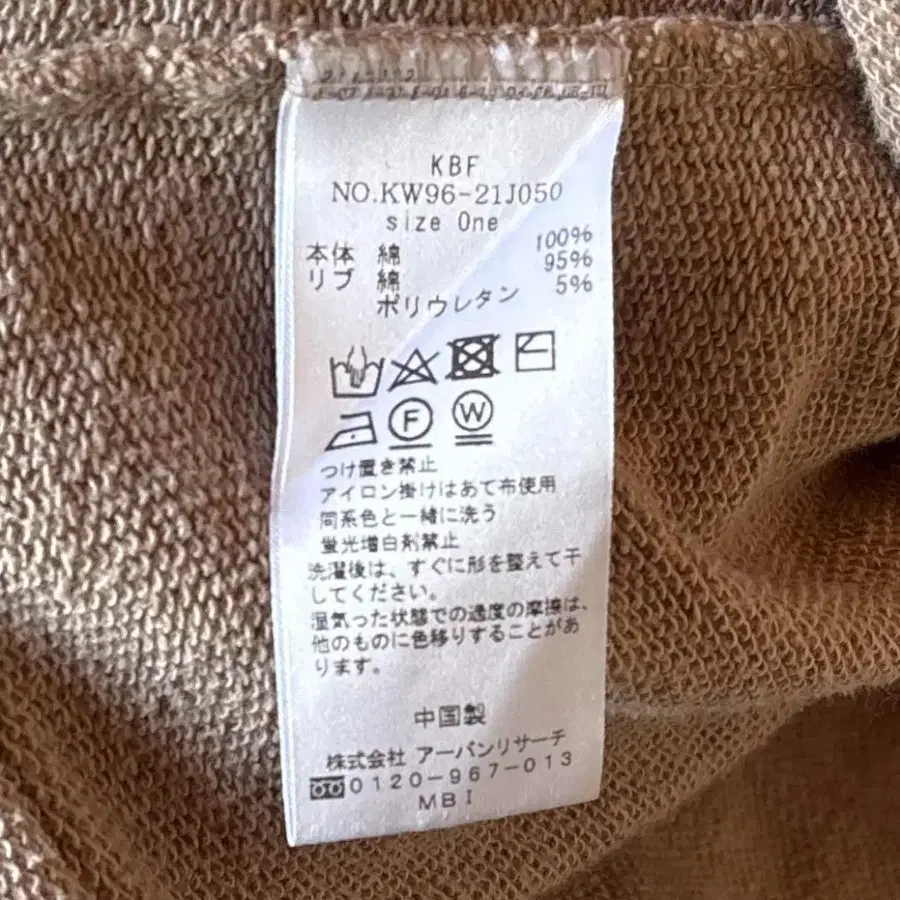 KBF
NO.KW96-21J050
size One
本体 綿 100%
リブ 綿 95%
ポリウレタン 5%
F W
つけ置き禁止
アイロン掛けはあて布使用
同系色と一緒に洗う
蛍光増白剤禁止
洗濯後は、すぐに形を整えて干
してください。
湿気った状態での過度の摩擦は、
他のものに色移りすることがあ
ります。
中国製
株式会社 アーバンリサーチ
0120-967-013
MBI